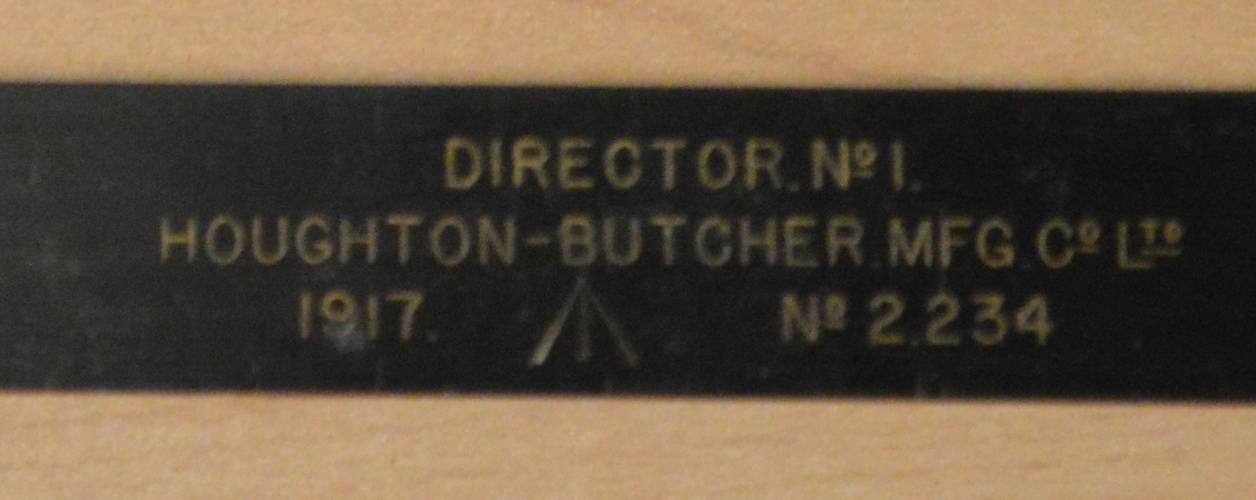 DIRECTOR. Nº 1.
HOUGHTON-BUTCHER. MFG. Cº LTD
1917. Nº 2.234